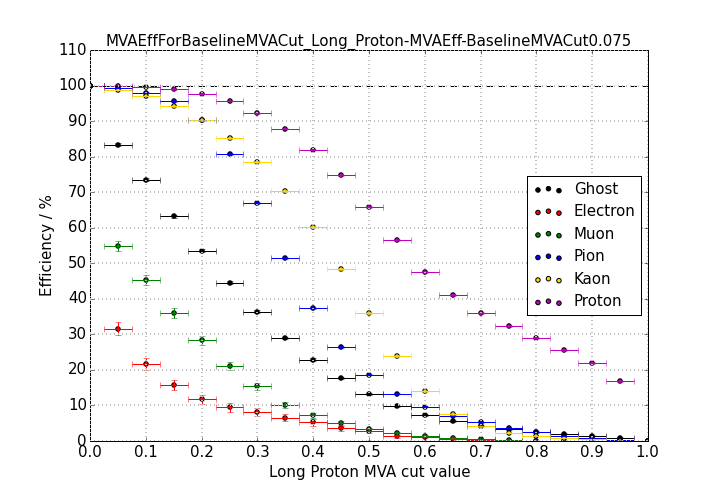 MVAEffForBaselineMVACut_Long_Proton-MVAEff-BaselineMVACut0.075
110
100
90
80
70
60
50
40
30
20
10
0
Efficiency / %
Ghost
Electron
Muon
Pion
Kaon
Proton
0.0 0.1 0.2 0.3 0.4 0.5 0.6 0.7 0.8 0.9 1.0
Long Proton MVA cut value